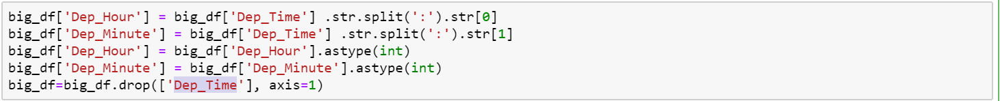 big_df['Dep_Hour'] = big_df['Dep_Time'] .str.split(':').str[0]
big_df['Dep_Minute'] = big_df['Dep_Time'] .str.split(':').str[1]
big_df['Dep_Hour'] = big_df['Dep_Hour'].astype(int)
big_df['Dep_Minute'] = big_df['Dep_Minute'].astype(int)
big_df=big_df.drop(['Dep_Time'], axis=1)